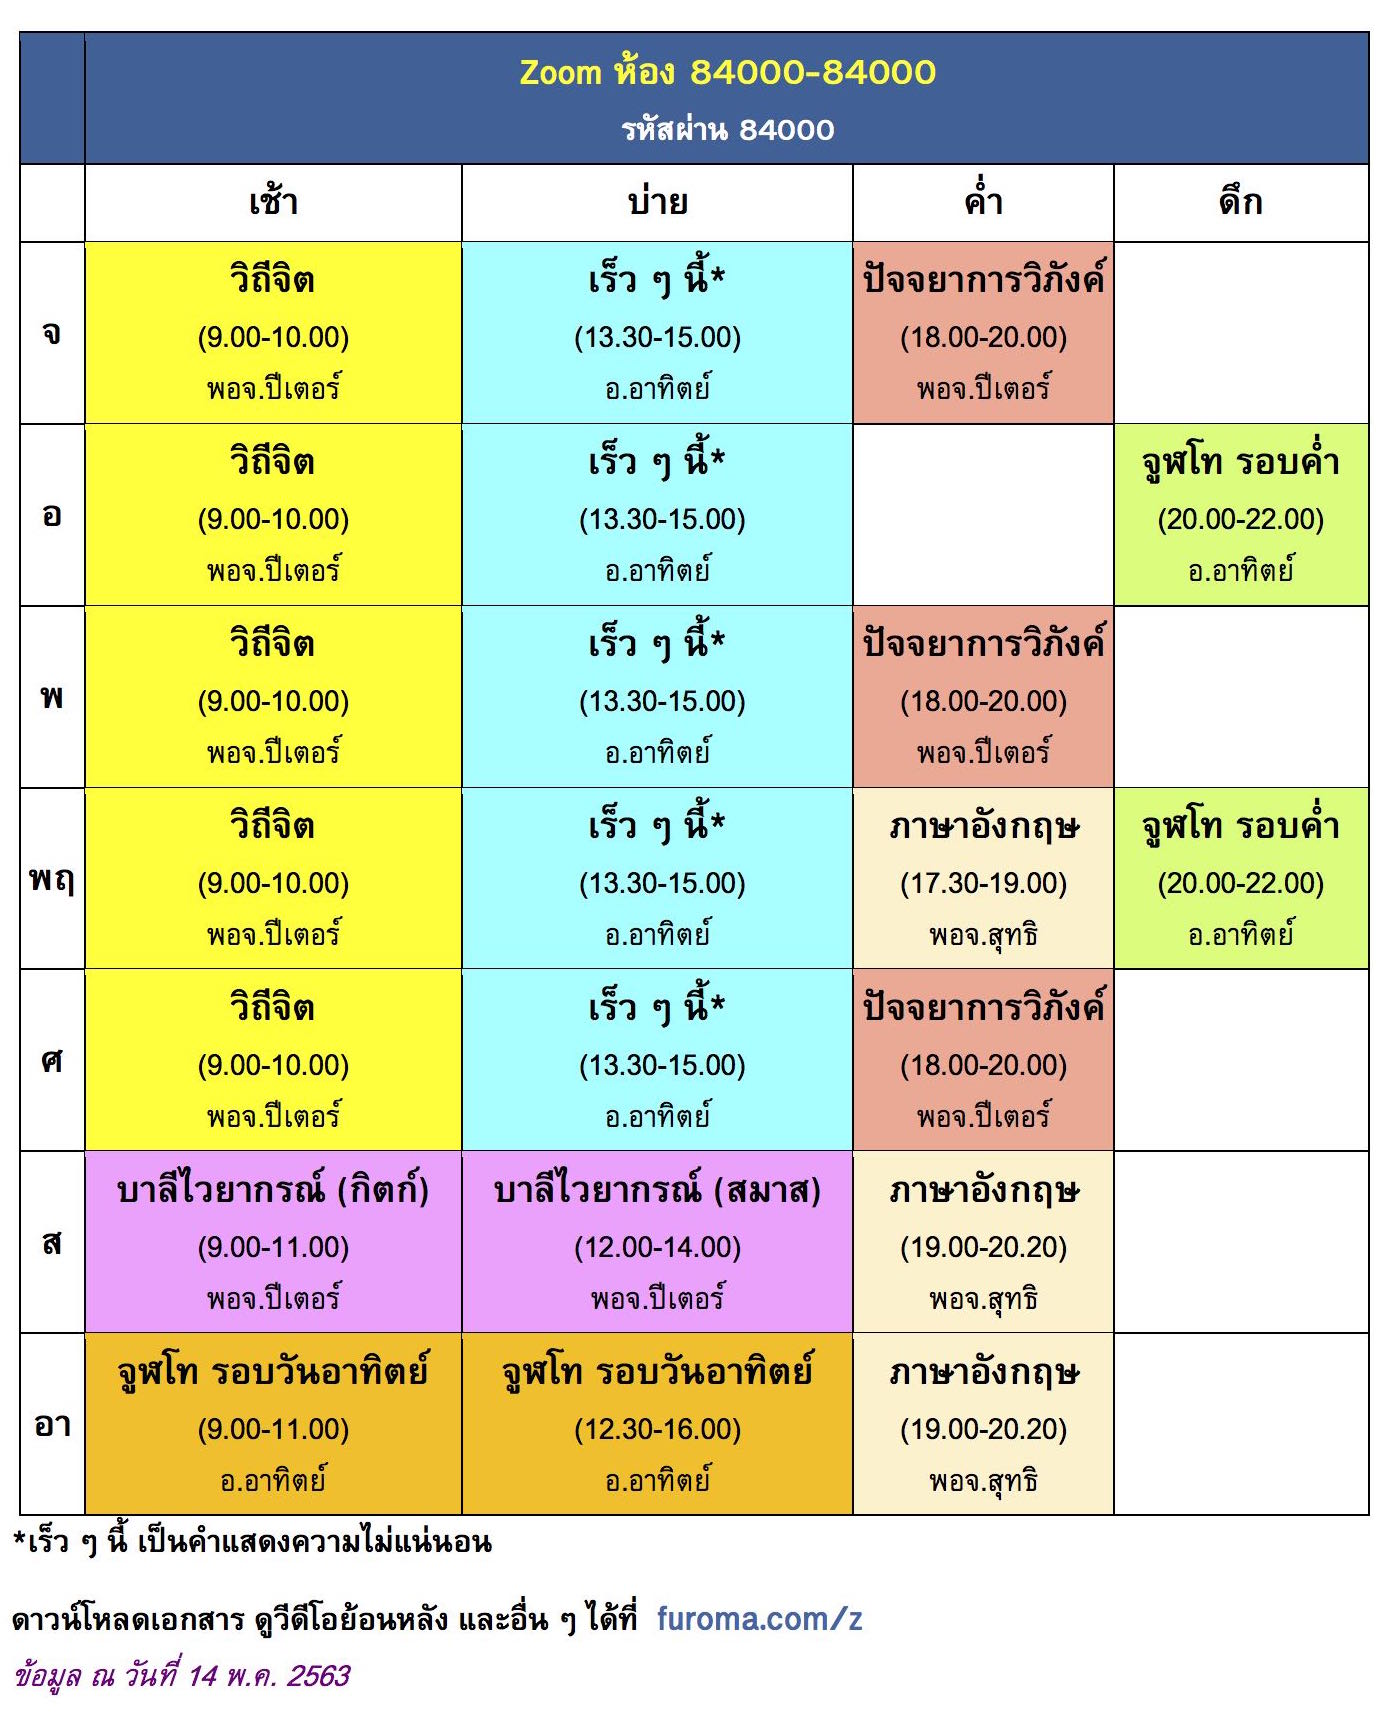 Zoom ห้อง 84000-84000
รหัสผ่าน 84000
เช้า บ่าย ค่ำ ดึก
จ
วิถีจิต
(9.00-10.00)
พอจ.ปีเตอร์
เร็ว ๆ นี้*
(13.30-15.00)
อ.อาทิตย์
ปัจจยาการวิภังค์
(18.00-20.00)
พอจ.ปีเตอร์
อ
วิถีจิต
(9.00-10.00)
พอจ.ปีเตอร์
เร็ว ๆ นี้*
(13.30-15.00)
อ.อาทิตย์
จูฬโท รอบค่ำ
(20.00-22.00)
อ.อาทิตย์
พ
วิถีจิต
(9.00-10.00)
พอจ.ปีเตอร์
เร็ว ๆ นี้*
(13.30-15.00)
อ.อาทิตย์
ปัจจยาการวิภังค์
(18.00-20.00)
พอจ.ปีเตอร์
พฤ
วิถีจิต
(9.00-10.00)
พอจ.ปีเตอร์
เร็ว ๆ นี้*
(13.30-15.00)
อ.อาทิตย์
ภาษาอังกฤษ
(17.30-19.00)
พอจ.สุทธิ
จูฬโท รอบค่ำ
(20.00-22.00)
อ.อาทิตย์
ศ
วิถีจิต
(9.00-10.00)
พอจ.ปีเตอร์
เร็ว ๆ นี้*
(13.30-15.00)
อ.อาทิตย์
ปัจจยาการวิภังค์
(18.00-20.00)
พอจ.ปีเตอร์
ส
บาลีไวยากรณ์ (กิตก์)
(9.00-11.00)
พอจ.ปีเตอร์
บาลีไวยากรณ์ (สมาส)
(12.00-14.00)
พอจ.ปีเตอร์
ภาษาอังกฤษ
(19.00-20.20)
พอจ.สุทธิ
อา
จูฬโท รอบวันอาทิตย์
(9.00-11.00)
อ.อาทิตย์
จูฬโท รอบวันอาทิตย์
(12.30-16.00)
อ.อาทิตย์
ภาษาอังกฤษ
(19.00-20.20)
พอจ.สุทธิ
*เร็ว ๆ นี้ เป็นคำแสดงความไม่แน่นอน
ดาวน์โหลดเอกสาร ดูวีดีโอย้อนหลัง และอื่น ๆ ได้ที่ furoma.com/z
ข้อมูล ณ วันที่ 14 พ.ค. 2563